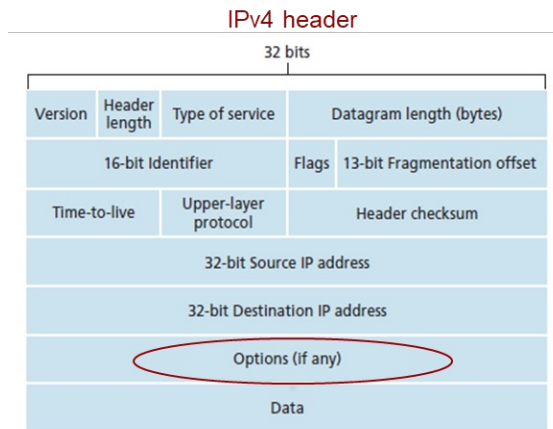 IPv4 header
32 bits
Version
Header
length
Type of service
Datagram length (bytes)
16-bit Identifier
Flags
13-bit Fragmentation offset
Time-to-live
Upper-layer
protocol
Header checksum
32-bit Source IP address
32-bit Destination IP address
Options (if any)
Data